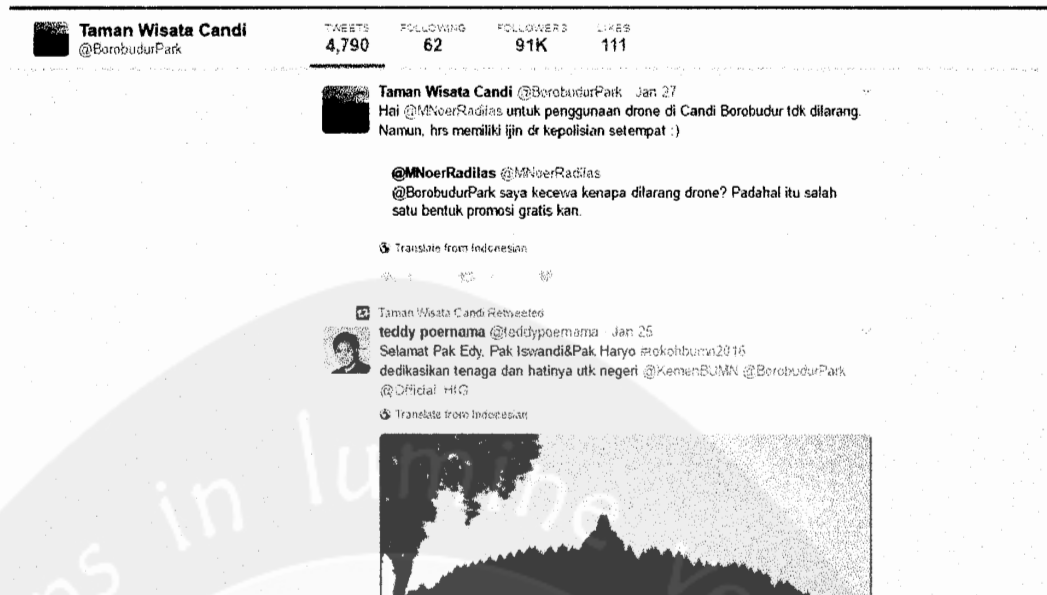 Taman Wisata Candi
@BorobudurPark
TWEETS FOLLOWING FOLLOWERS LIKES
4,790 62 91K 111
Taman Wisata Candi @BorobudurPark Jan 27
Hai @MNoerRadilas untuk penggunaan drone di Candi Borobudur tdk dilarang.
Namun, hrs memiliki ijin dr kepolisian setempat :)
@MNoerRadilas @MNoerRadilas
@BorobudurPark saya kecewa kenapa dilarang drone? Padahal itu salah
satu bentuk promosi gratis kan.
Translate from Indonesian
Taman Wisata Candi Retweeted
teddy poernama @teddypoernama Jan 25
Selamat Pak Edy, Pak Iswandi&Pak Haryo #tokohbumn2016
dedikasikan tenaga dan hatinya utk negeri @KemenBUMN @BorobudurPark
@Official_HIG
Translate from Indonesian
in lumine